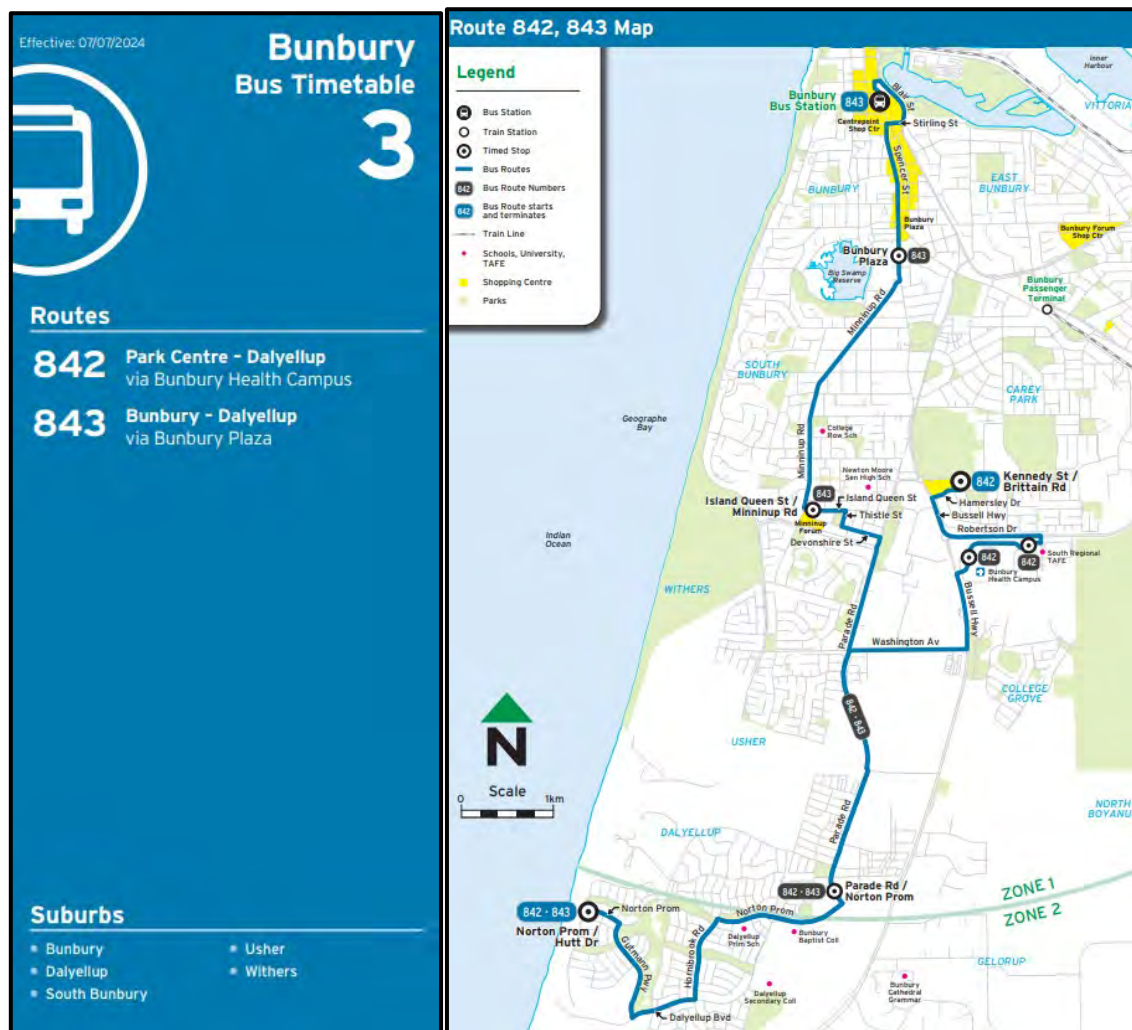 Effective: 07/07/2024
Bunbury
Bus Timetable
3
Routes
842 Park Centre - Dalyellup
via Bunbury Health Campus
843 Bunbury - Dalyellup
via Bunbury Plaza
Suburbs
Bunbury
Dalyellup
South Bunbury
Usher
Withers
Route 842, 843 Map
Legend
Bus Station
Train Station
Timed Stop
Bus Routes
842 Bus Route Numbers
842 Bus Route starts
and terminates
Train Line
Schools, University,
TAFE
Shopping Centre
Parks
Inner
Harbour
VITTORIA
Bunbury
Bus Station
843
Blair St
Centrepoint
Shop Ctr
Stirling St
Spencer St
BUNBURY
EAST
BUNBURY
Bunbury
Plaza
Bunbury Forum
Shop Ctr
Bunbury
Plaza
843
Big Swamp
Reserve
Bunbury
Passenger
Terminal
Minninup Rd
SOUTH
BUNBURY
CAREY
PARK
Geographe
Bay
College
Row Sch
Minninup Rd
Newton Moore
Sen High Sch
Kennedy St /
Brittain Rd
842
Island Queen St /
Minninup Rd
843
Island Queen St
Thistle St
Hamersley Dr
Bussell Hwy
Robertson Dr
Minninup
Forum
Devonshire St
Indian
Ocean
842
842
South Regional
TAFE
Bunbury
Health Campus
WITHERS
Parade Rd
Bussell Hwy
Washington Av
COLLEGE
GROVE
842 · 843
USHER
N
Scale
0 1km
NORTH
BOYANU
DALYELLUP
Parade Rd
842 · 843
Parade Rd /
Norton Prom
ZONE 1
ZONE 2
842 · 843
Norton Prom /
Hutt Dr
Norton Prom
Norton Prom
Gutmann Pwy
Hornibrook Rd
Dalyellup
Prim Sch
Bunbury
Baptist Coll
GELORUP
Dalyellup
Secondary Coll
Bunbury
Cathedral
Grammar
Dalyellup Blvd